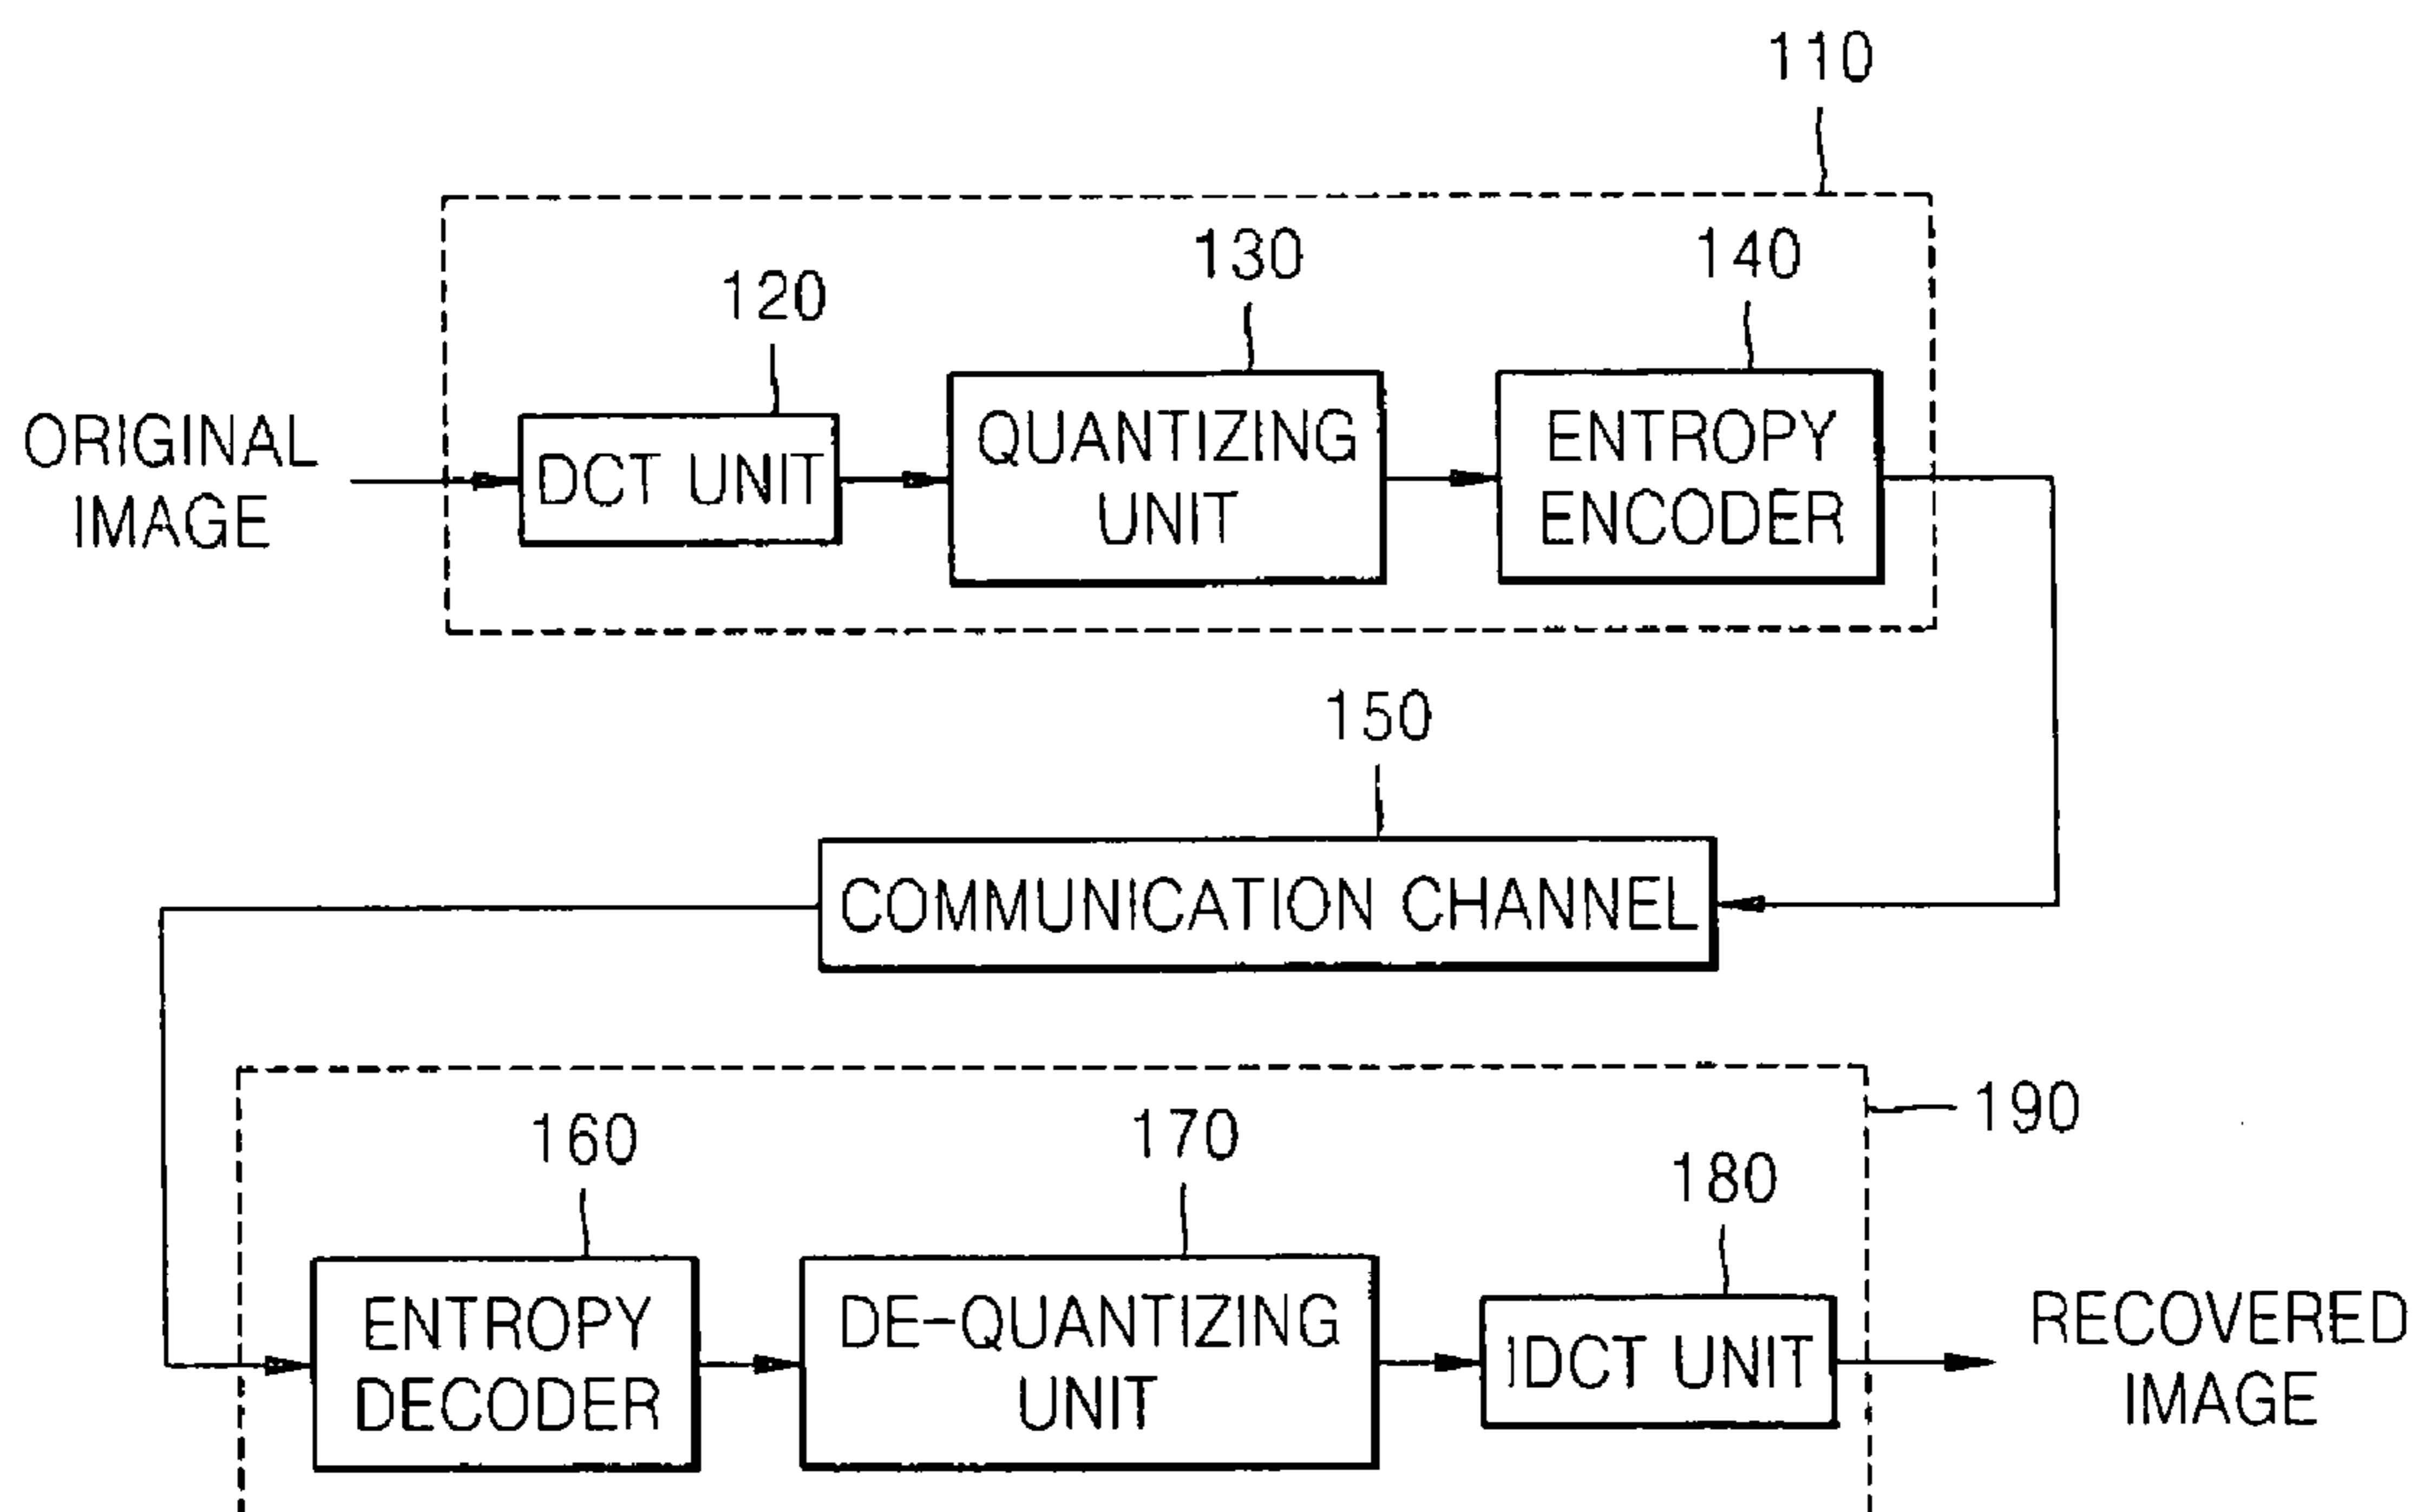 110
120
130
140
ORIGINAL
IMAGE
DCT UNIT
QUANTIZING
UNIT
ENTROPY
ENCODER
150
COMMUNICATION CHANNEL
190
160
170
180
ENTROPY
DECODER
DE-QUANTIZING
UNIT
IDCT UNIT
RECOVERED
IMAGE